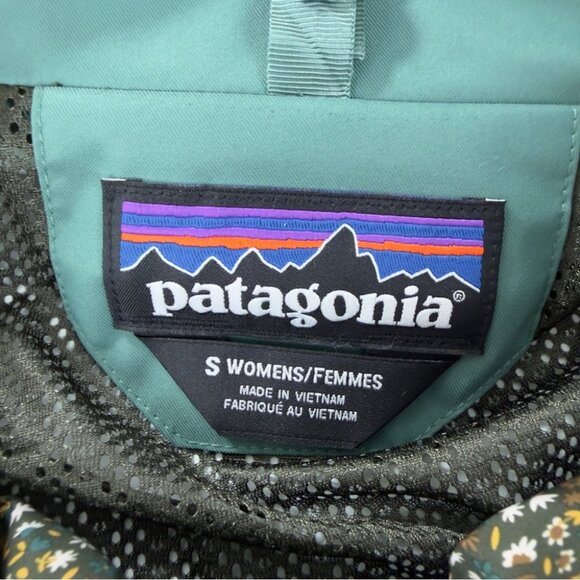 patagonia®
S WOMENS/FEMMES
MADE IN VIETNAM
FABRIQUÉ AU VIETNAM